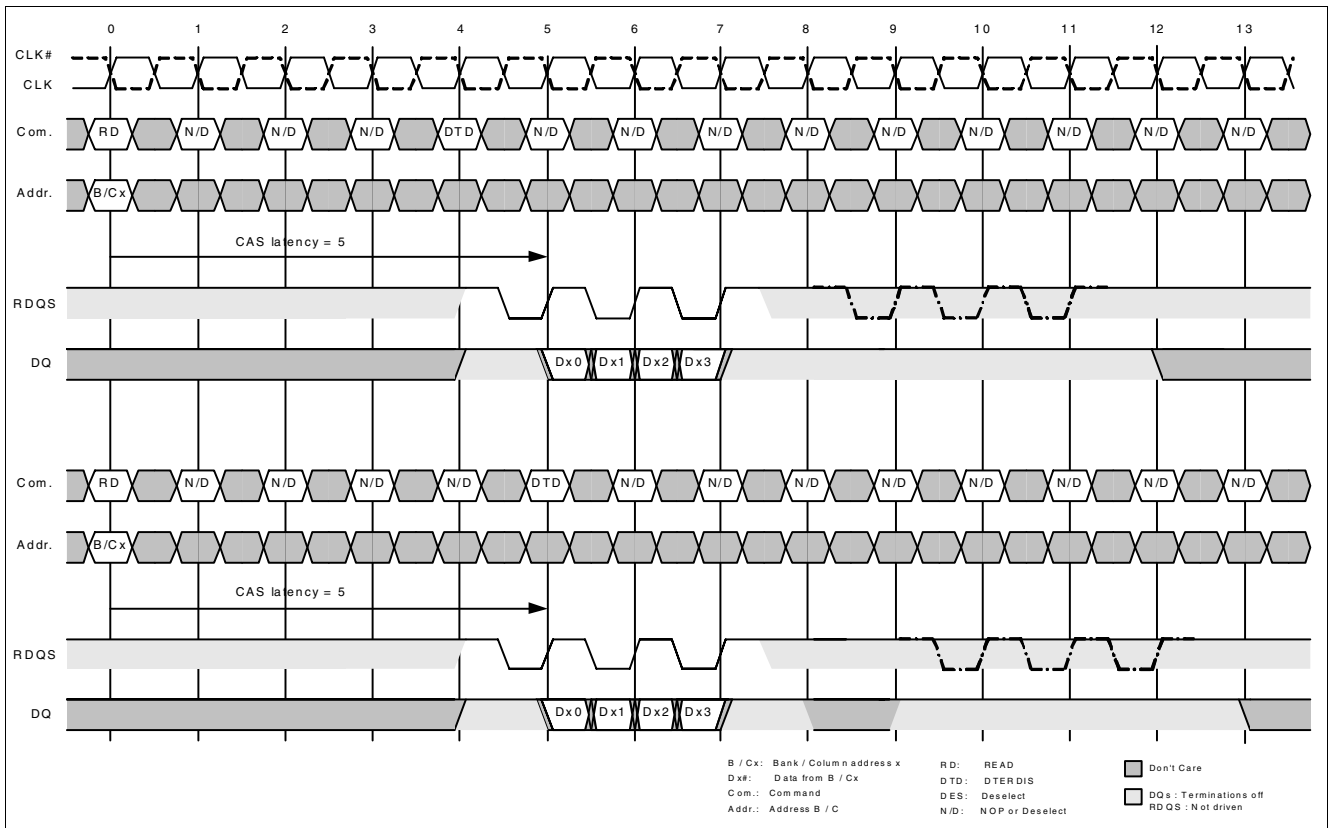 0 1 2 3 4 5 6 7 8 9 10 11 12 13
CLK#
CLK
Com. RD N/D N/D N/D DTD N/D N/D N/D N/D N/D N/D N/D N/D N/D
Addr. B/Cx
CAS latency = 5
RDQS
DQ Dx0 Dx1 Dx2 Dx3
Com. RD N/D N/D N/D N/D DTD N/D N/D N/D N/D N/D N/D N/D N/D
Addr. B/Cx
CAS latency = 5
RDQS
DQ Dx0 Dx1 Dx2 Dx3
B / Cx: Bank / Column address x
Dx#: Data from B / Cx
Com.: Command
Addr.: Address B / C
RD: READ
DTD: DTERDIS
DES: Deselect
N/D: NOP or Deselect
Don't Care
DQs : Terminations off
RDQS : Not driven